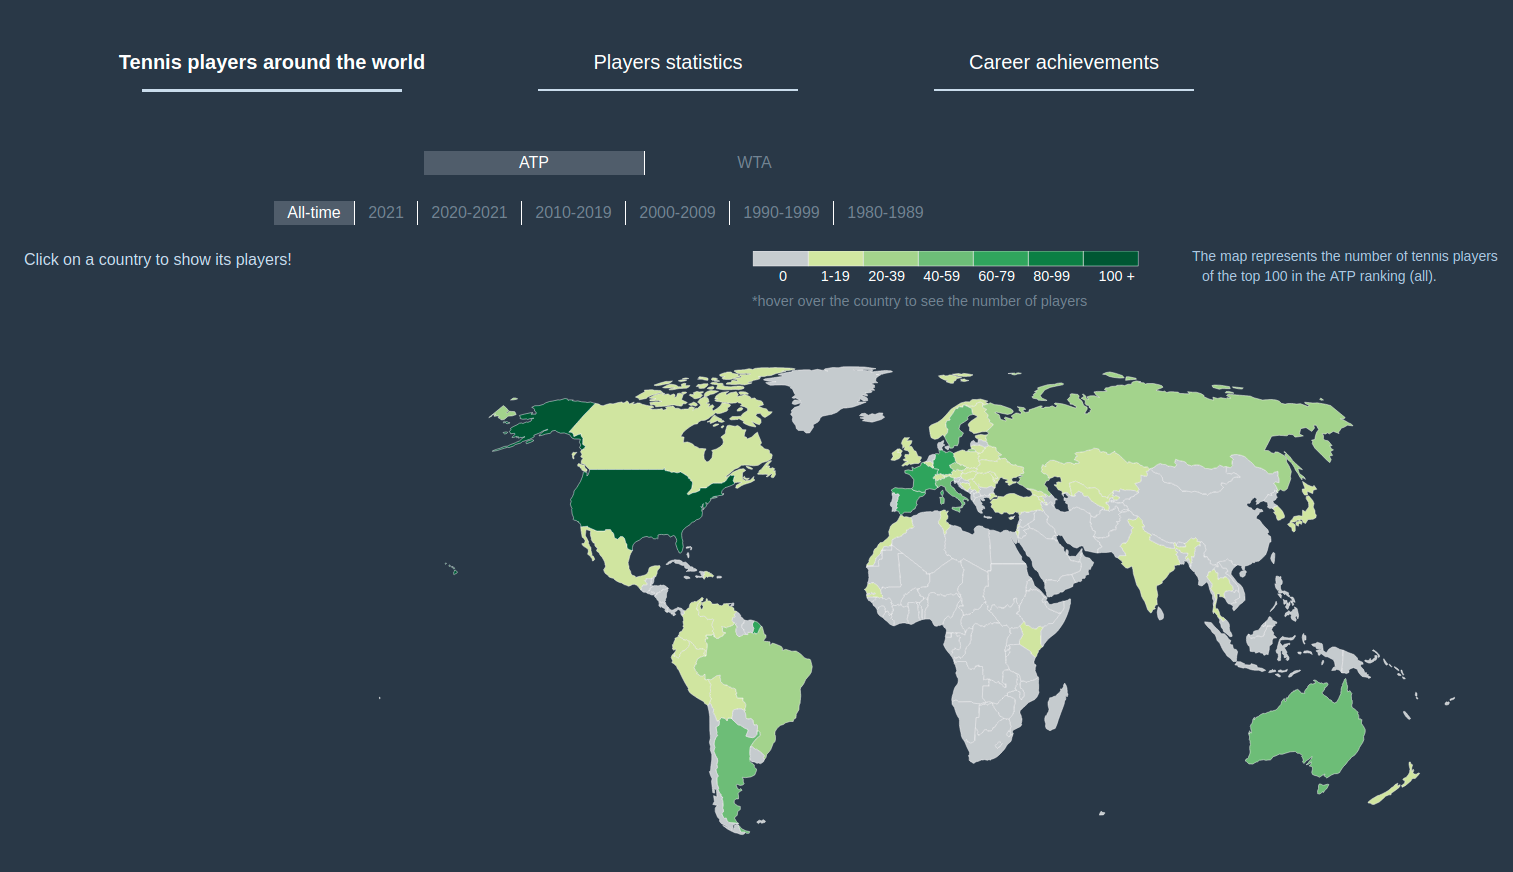 Tennis players around the world
Players statistics
Career achievements
ATP
WTA
All-time
2021
2020-2021
2010-2019
2000-2009
1990-1999
1980-1989
Click on a country to show its players!
0
1-19
20-39
40-59
60-79
80-99
100 +
*hover over the country to see the number of players
The map represents the number of tennis players
of the top 100 in the ATP ranking (all).